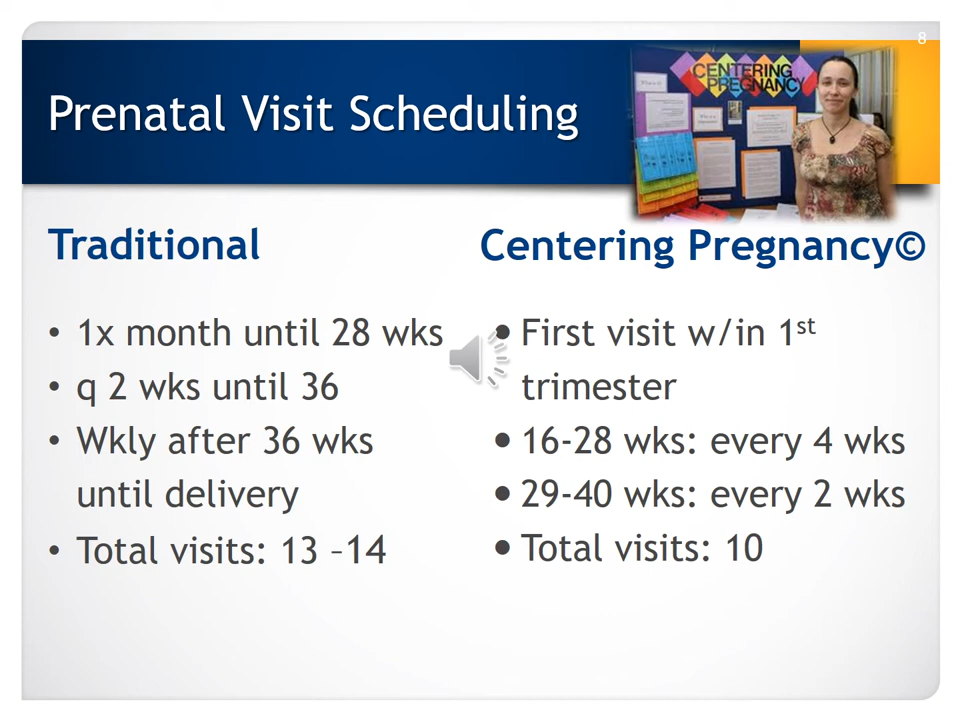 8
Prenatal Visit Scheduling
CENTERING
PREGNANCY
Traditional
• 1x month until 28 wks
• q 2 wks until 36
• Wkly after 36 wks
until delivery
• Total visits: 13 –14
Centering Pregnancy©
• First visit w/in 1st
trimester
• 16-28 wks: every 4 wks
• 29-40 wks: every 2 wks
• Total visits: 10